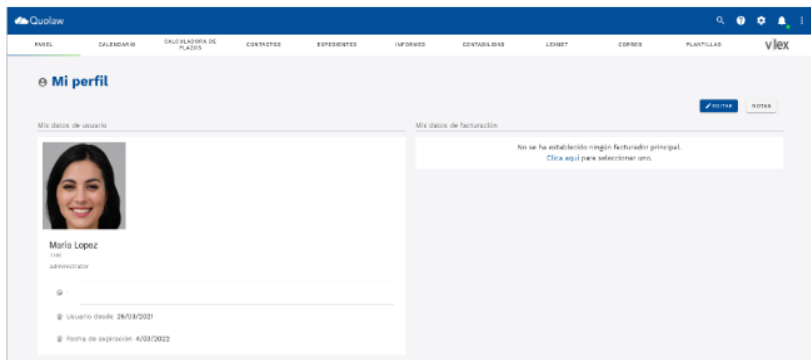 Quolaw
PANEL CALENDARIO CALCULADORA DE PLAZOS CONTACTOS EXPEDIENTES INFORMES CONTABILIDAD LEXNET CORREO PLANTILLAS vlex
Mi perfil
EDITAR NOTAS
Mis datos de usuario
Mis datos de facturación
No se ha establecido ningún facturador principal.
Clica aquí para seleccionar uno.
María Lopez
administrator
Usuario desde 25/03/2021
Fecha de expiración 4/03/2022